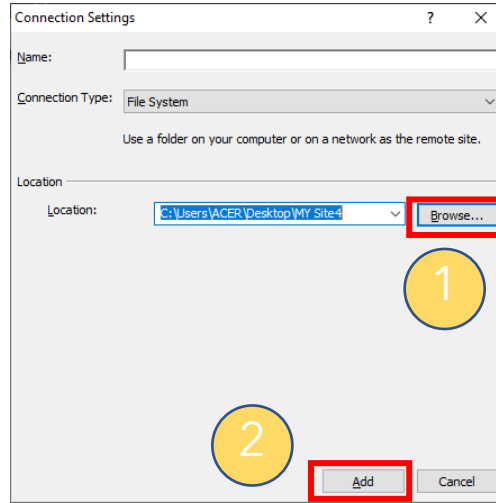 Connection Settings ? X
Name:
Connection Type: File System
Use a folder on your computer or on a network as the remote site.
Location
Location: C:\Users\ACER\Desktop\MY Site4 Browse...
1
2
Add Cancel